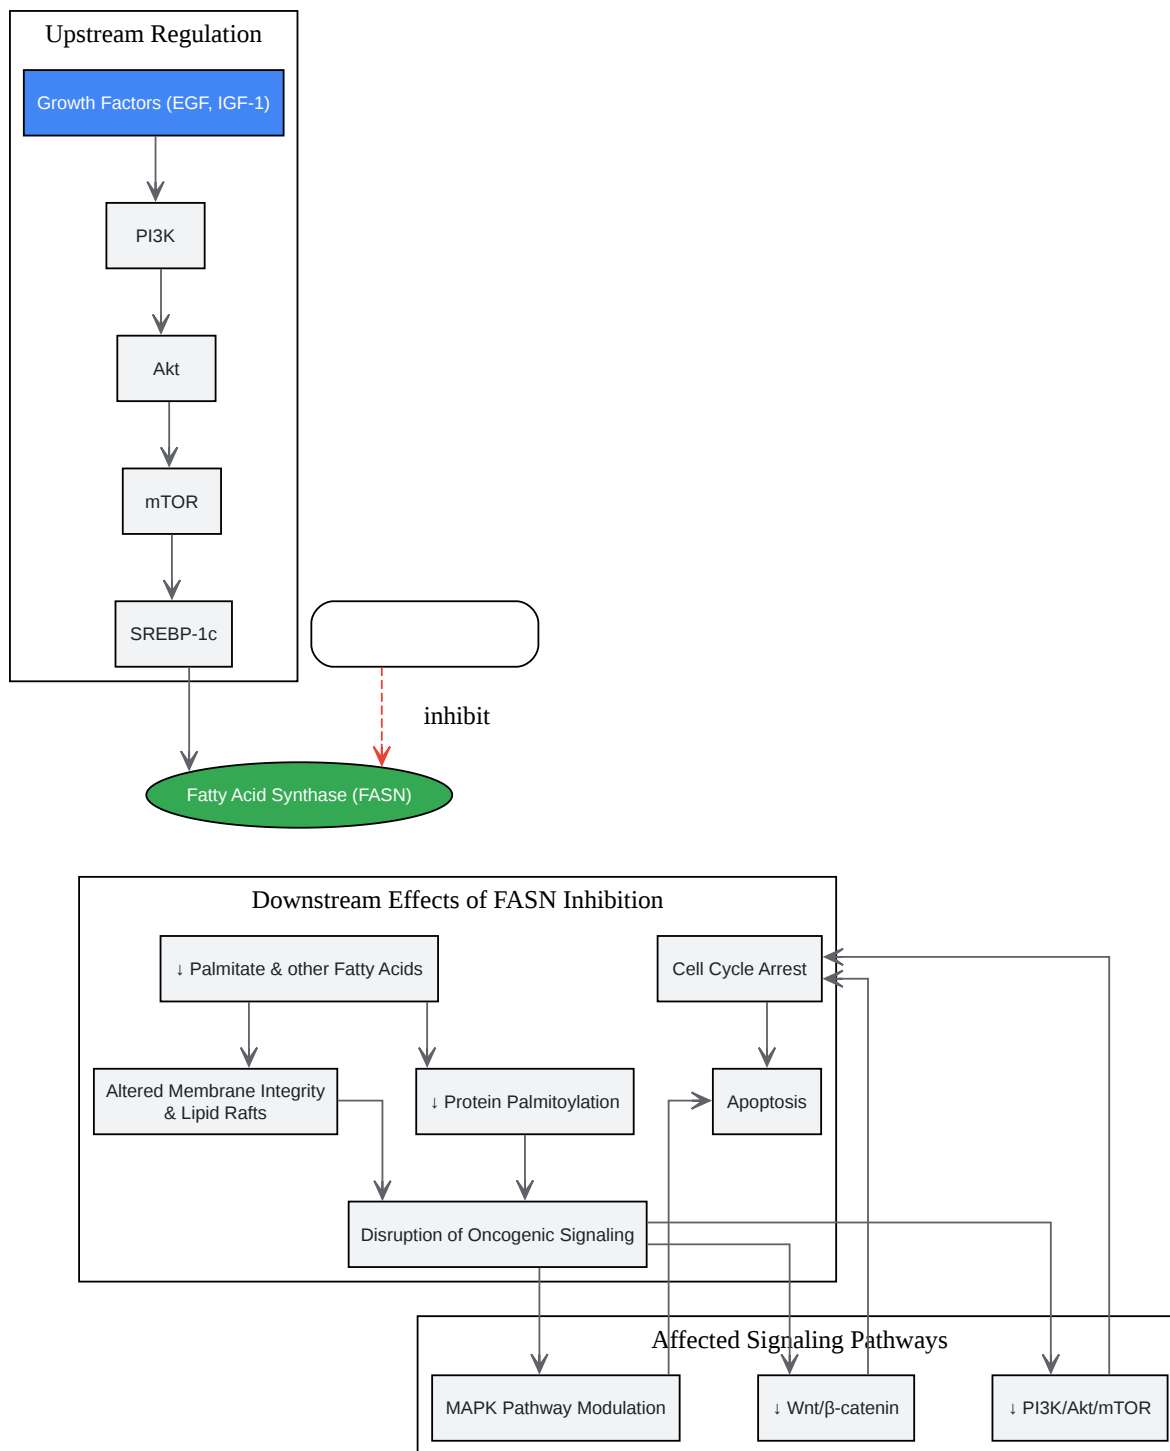 Upstream Regulation
Growth Factors (EGF, IGF-1)
PI3K
Akt
mTOR
SREBP-1c
inhibit
Fatty Acid Synthase (FASN)
Downstream Effects of FASN Inhibition
↓ Palmitate & other Fatty Acids
Cell Cycle Arrest
Altered Membrane Integrity
& Lipid Rafts
↓ Protein Palmitoylation
Apoptosis
Disruption of Oncogenic Signaling
Affected Signaling Pathways
MAPK Pathway Modulation
↓ Wnt/β-catenin
↓ PI3K/Akt/mTOR